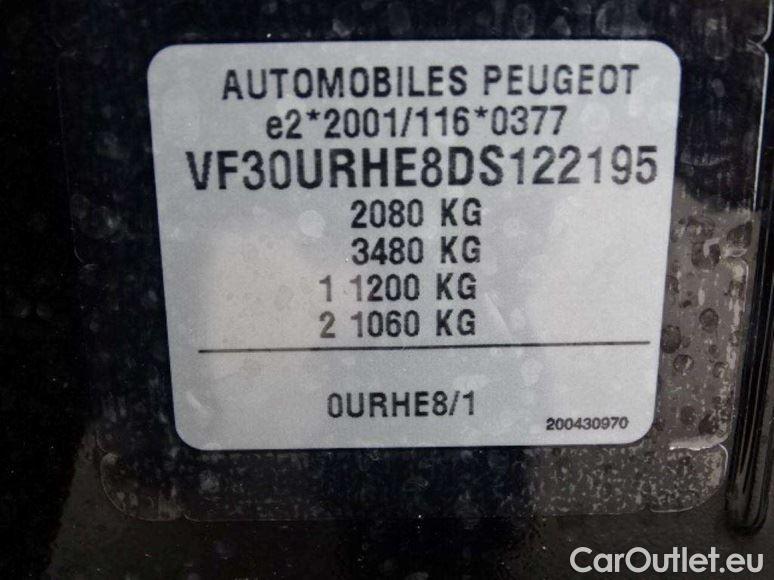 AUTOMOBILES PEUGEOT
e2*2001/116*0377
VF30URHE8DS122195
2080 KG
3480 KG
1 1200 KG
2 1060 KG
0URHE8/1
200430970
CarOutlet.eu